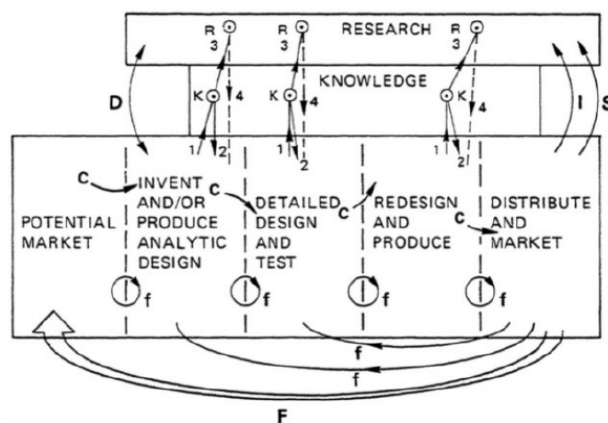 R
3
R
3
RESEARCH
R
3
D
K
4
K
KNOWLEDGE
4
K
4
I
S
1
2
1
2
1
2
C
C
C
C
POTENTIAL
MARKET
INVENT
AND/OR
PRODUCE
ANALYTIC
DESIGN
DETAILED
DESIGN
AND
TEST
REDESIGN
AND
PRODUCE
DISTRIBUTE
AND
MARKET
f
f
f
f
f
f
F